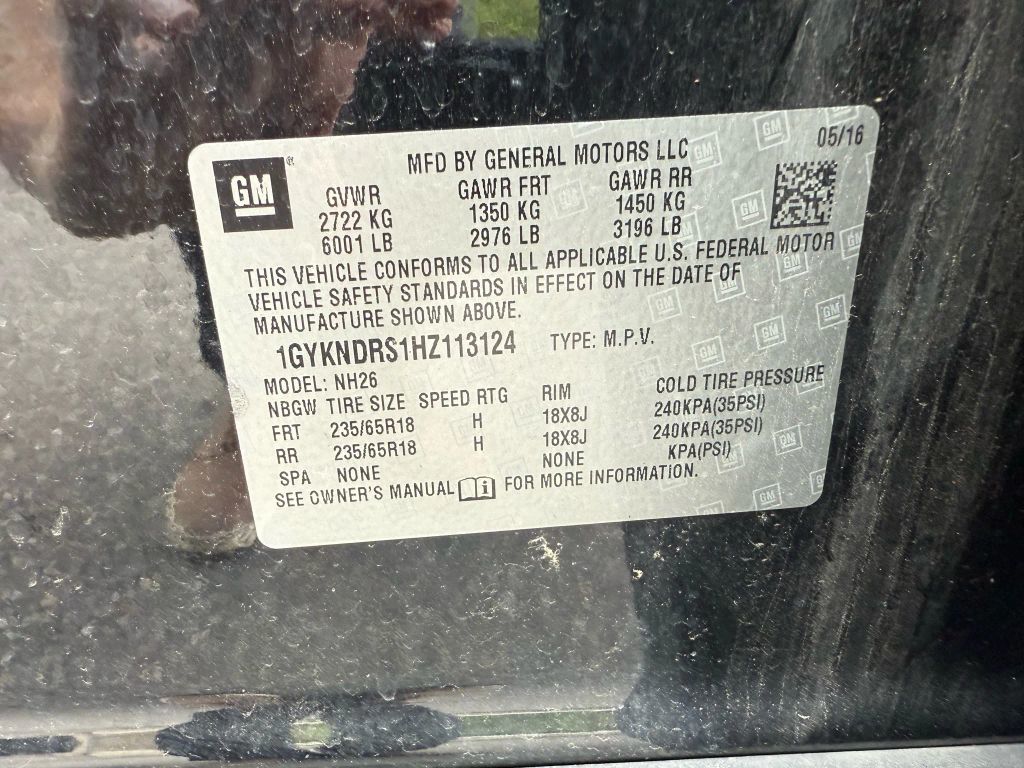 GM
®
MFD BY GENERAL MOTORS LLC
05/16
GVWR GAWR FRT GAWR RR
2722 KG 1350 KG 1450 KG
6001 LB 2976 LB 3196 LB
THIS VEHICLE CONFORMS TO ALL APPLICABLE U.S. FEDERAL MOTOR
VEHICLE SAFETY STANDARDS IN EFFECT ON THE DATE OF
MANUFACTURE SHOWN ABOVE.
1GYKNDRS1HZ113124 TYPE: M.P.V.
MODEL: NH26
NBGW TIRE SIZE SPEED RTG RIM COLD TIRE PRESSURE
FRT 235/65R18 H 18X8J 240KPA(35PSI)
RR 235/65R18 H 18X8J 240KPA(35PSI)
SPA NONE NONE KPA(PSI)
SEE OWNER'S MANUAL FOR MORE INFORMATION.